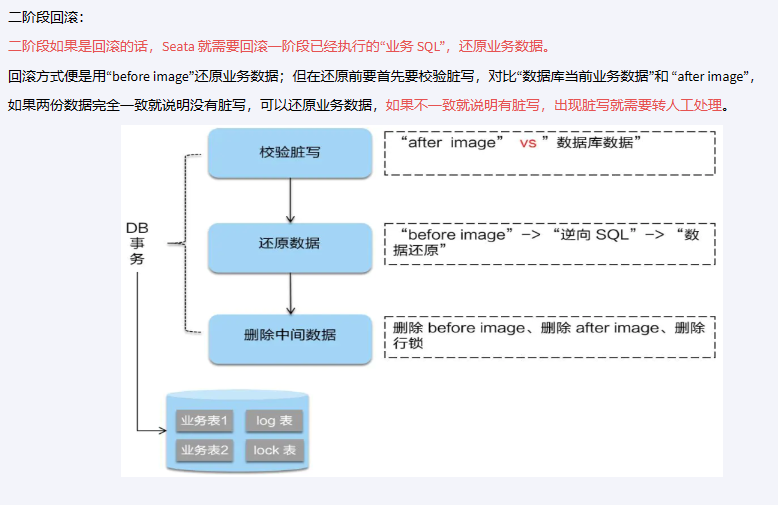 二阶段回滚：
二阶段如果是回滚的话，Seata 就需要回滚一阶段已经执行的“业务 SQL”，还原业务数据。
回滚方式便是用“before image”还原业务数据；但在还原前要首先要校验脏写，对比“数据库当前业务数据”和 “after image”，
如果两份数据完全一致就说明没有脏写，可以还原业务数据，如果不一致就说明有脏写，出现脏写就需要转人工处理。
校验脏写
“after image” vs ” 数据库数据”
DB
事
务
还原数据
“before image”–> “逆向 SQL”–> “数
据还原”
删除中间数据
删除 before image、删除 after image、删除
行锁
业务表1
log 表
业务表2
lock 表